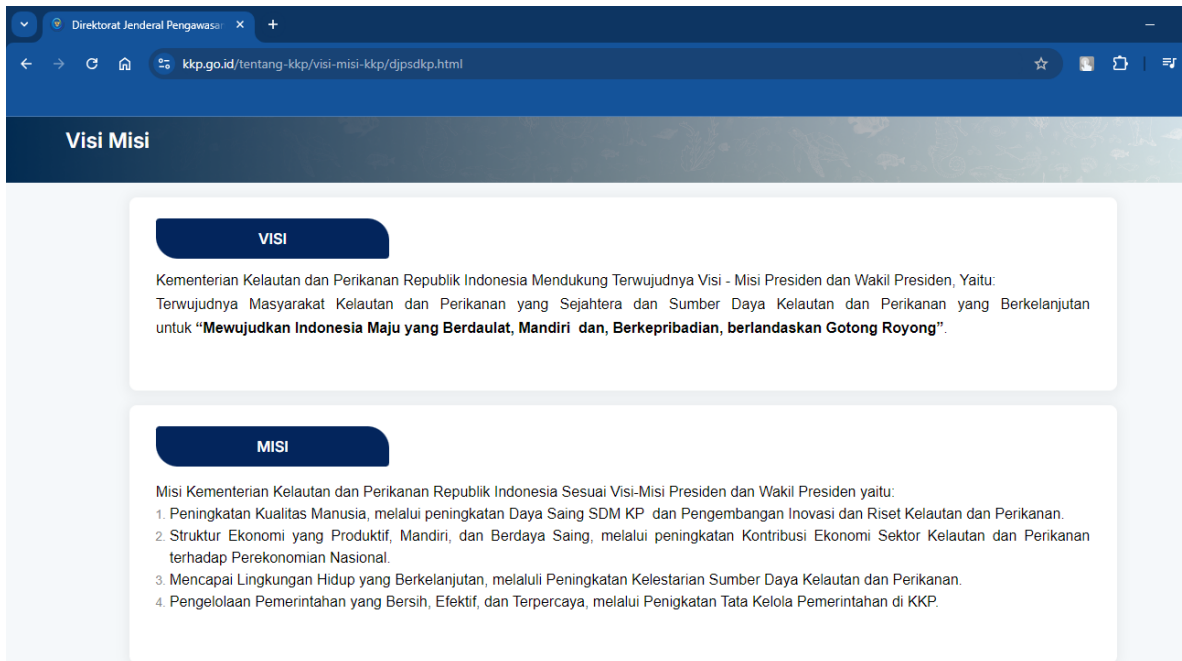 Direktorat Jenderal Pengawasan
kkp.go.id/tentang-kkp/visi-misi-kkp/djpsdkp.html
Visi Misi
VISI
Kementerian Kelautan dan Perikanan Republik Indonesia Mendukung Terwujudnya Visi - Misi Presiden dan Wakil Presiden, Yaitu:
Terwujudnya Masyarakat Kelautan dan Perikanan yang Sejahtera dan Sumber Daya Kelautan dan Perikanan yang Berkelanjutan
untuk “Mewujudkan Indonesia Maju yang Berdaulat, Mandiri dan, Berkepribadian, berlandaskan Gotong Royong”.
MISI
Misi Kementerian Kelautan dan Perikanan Republik Indonesia Sesuai Visi-Misi Presiden dan Wakil Presiden yaitu:
1. Peningkatan Kualitas Manusia, melalui peningkatan Daya Saing SDM KP dan Pengembangan Inovasi dan Riset Kelautan dan Perikanan.
2. Struktur Ekonomi yang Produktif, Mandiri, dan Berdaya Saing, melalui peningkatan Kontribusi Ekonomi Sektor Kelautan dan Perikanan
terhadap Perekonomian Nasional.
3. Mencapai Lingkungan Hidup yang Berkelanjutan, melaluli Peningkatan Kelestarian Sumber Daya Kelautan dan Perikanan.
4. Pengelolaan Pemerintahan yang Bersih, Efektif, dan Terpercaya, melalui Penigkatan Tata Kelola Pemerintahan di KKP.